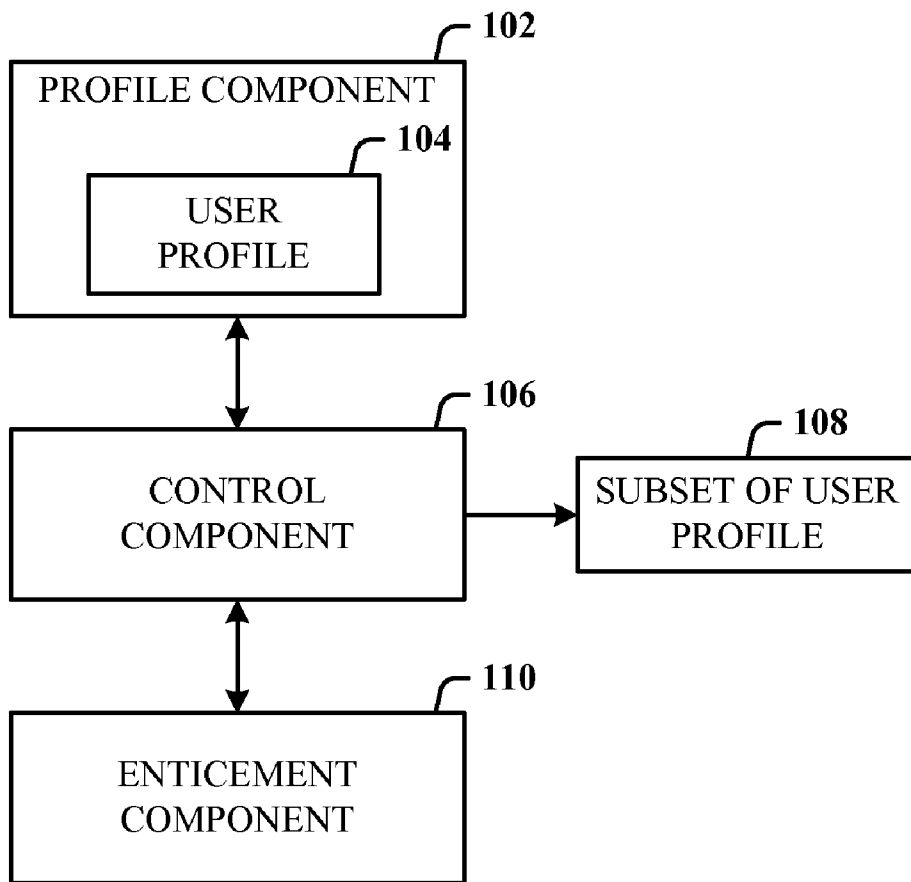 102
PROFILE COMPONENT
104
USER
PROFILE
106
CONTROL
COMPONENT
108
SUBSET OF USER
PROFILE
110
ENTICEMENT
COMPONENT